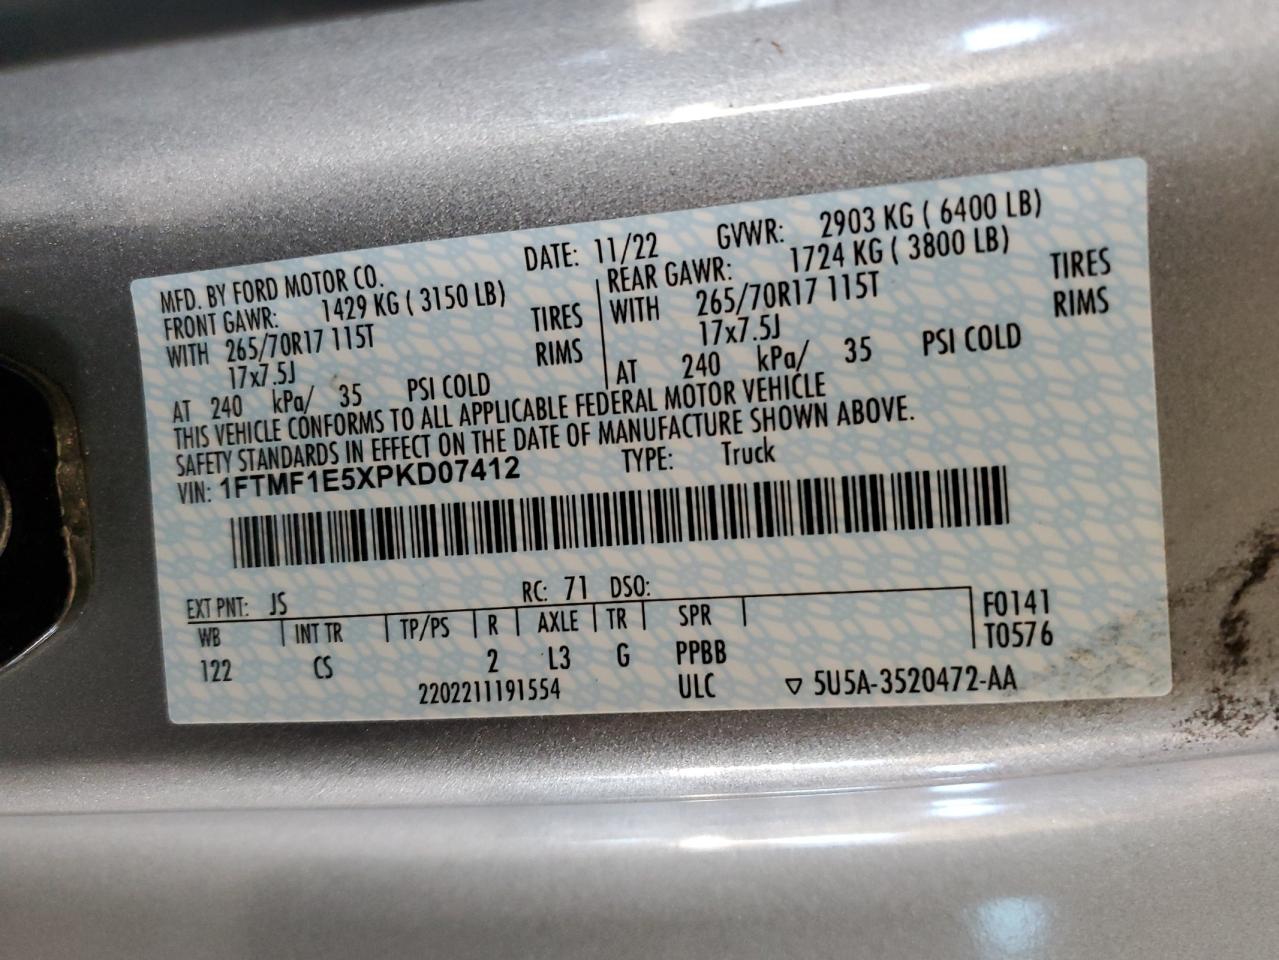 MFD. BY FORD MOTOR CO.
DATE: 11/22 GVWR: 2903 KG ( 6400 LB)
FRONT GAWR: 1429 KG ( 3150 LB)
WITH 265/70R17 115T TIRES
17x7.5J RIMS
AT 240 kPa/ 35 PSI COLD
REAR GAWR: 1724 KG ( 3800 LB)
WITH 265/70R17 115T TIRES
17x7.5J RIMS
AT 240 kPa/ 35 PSI COLD
THIS VEHICLE CONFORMS TO ALL APPLICABLE FEDERAL MOTOR VEHICLE
SAFETY STANDARDS IN EFFECT ON THE DATE OF MANUFACTURE SHOWN ABOVE.
VIN: 1FTMF1E5XPKD07412 TYPE: Truck
EXT PNT: JS RC: 71 DSO:
WB INT TR TP/PS R AXLE TR SPR F0141
T0576
122 CS 2 L3 G PPBB
2202211191554 ULC ▽ 5U5A-3520472-AA